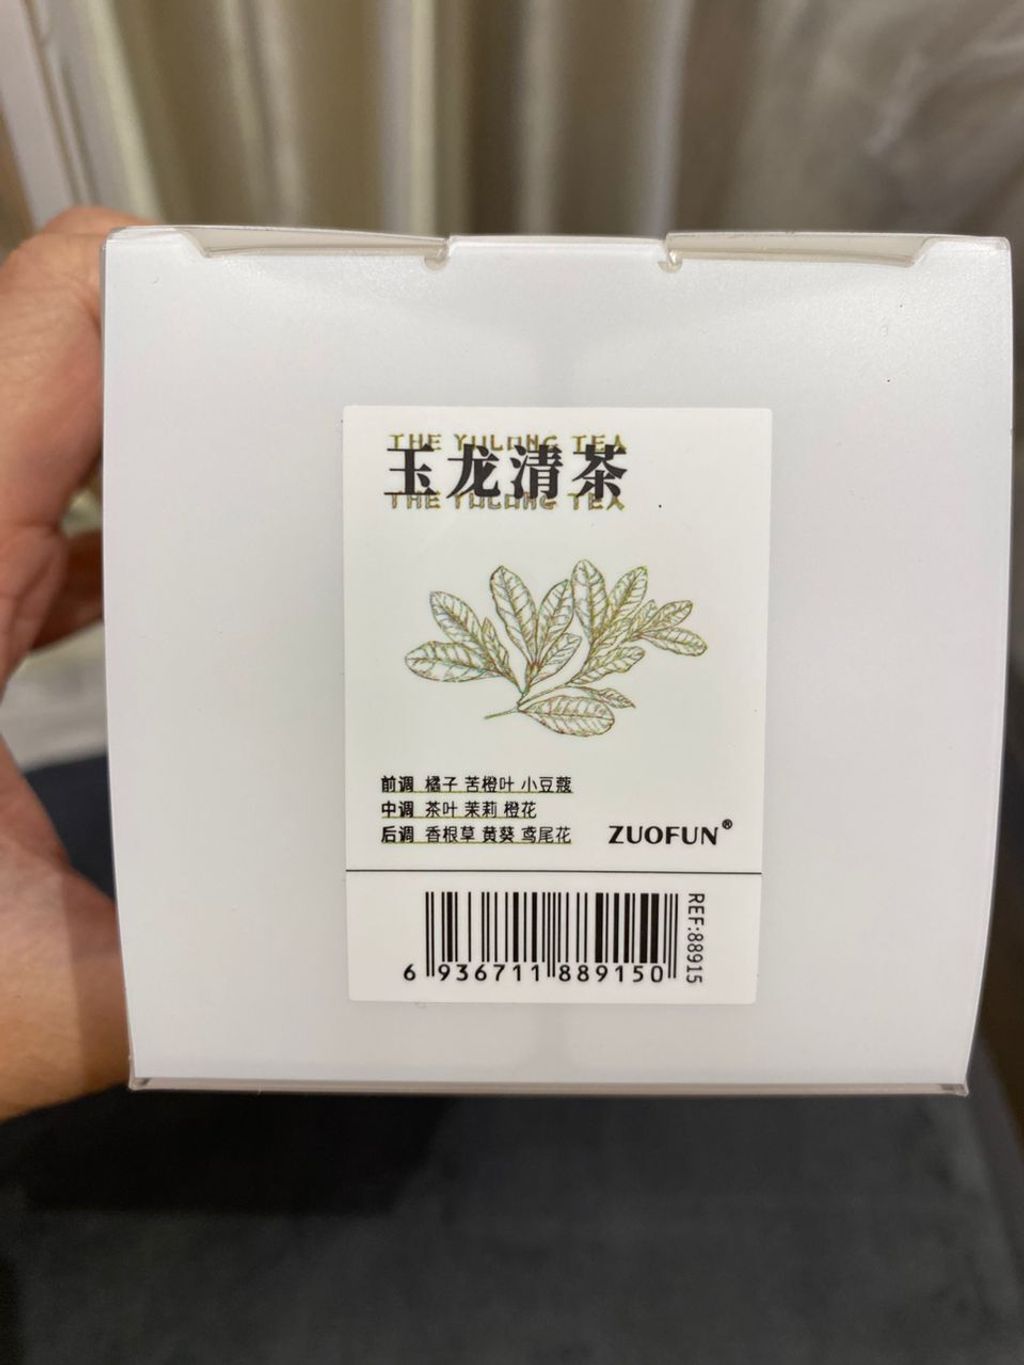 THE YULONG TEA
玉龙清茶
THE YULONG TEA
前调 橘子 苦橙叶 小豆蔻
中调 茶叶 茉莉 橙花
后调 香根草 黄葵 鸢尾花
ZUOFUN®
REF:88915
6 936711 889150